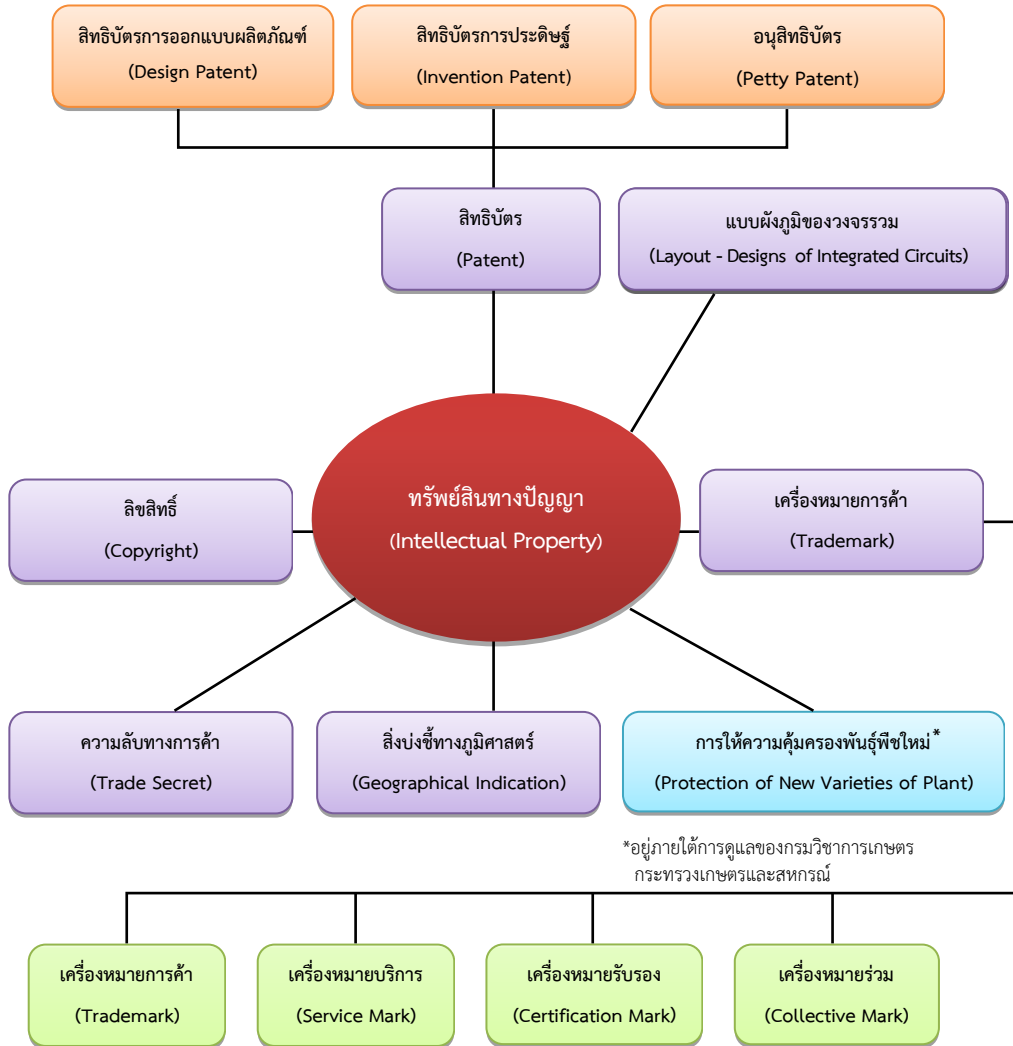 สิทธิบัตรการออกแบบผลิตภัณฑ์
(Design Patent)
สิทธิบัตรการประดิษฐ์
(Invention Patent)
อนุสิทธิบัตร
(Petty Patent)
สิทธิบัตร
(Patent)
แบบผังภูมิของวงจรรวม
(Layout - Designs of Integrated Circuits)
ลิขสิทธิ์
(Copyright)
ทรัพย์สินทางปัญญา
(Intellectual Property)
เครื่องหมายการค้า
(Trademark)
ความลับทางการค้า
(Trade Secret)
สิ่งบ่งชี้ทางภูมิศาสตร์
(Geographical Indication)
การให้ความคุ้มครองพันธุ์พืชใหม่*
(Protection of New Varieties of Plant)
*อยู่ภายใต้การดูแลของกรมวิชาการเกษตร
กระทรวงเกษตรและสหกรณ์
เครื่องหมายการค้า
(Trademark)
เครื่องหมายบริการ
(Service Mark)
เครื่องหมายรับรอง
(Certification Mark)
เครื่องหมายร่วม
(Collective Mark)